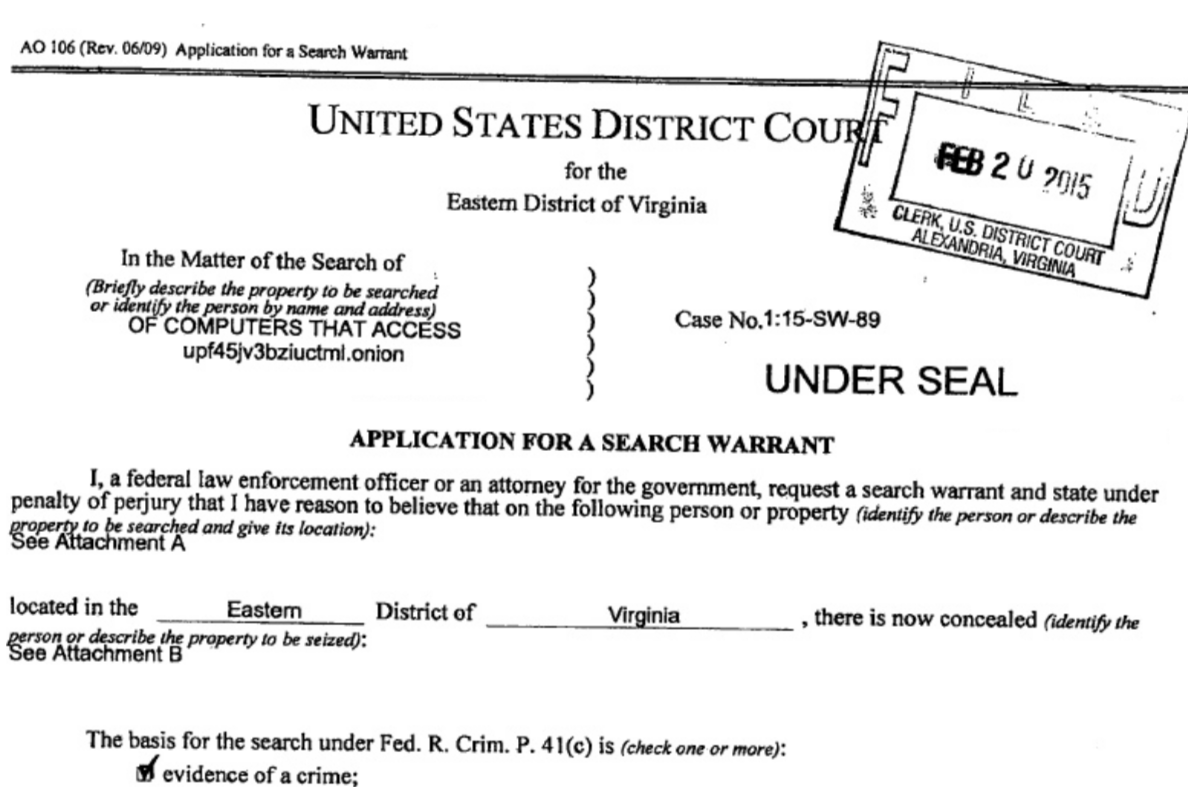 AO 106 (Rev. 06/09) Application for a Search Warrant
UNITED STATES DISTRICT COURT
for the
Eastern District of Virginia
FILED
FEB 20 2015
CLERK, U.S. DISTRICT COURT
ALEXANDRIA, VIRGINIA
In the Matter of the Search of
(Briefly describe the property to be searched
or identify the person by name and address)
OF COMPUTERS THAT ACCESS
upf45jv3bziuctml.onion
)
)
)
)
)
)
Case No.1:15-SW-89
UNDER SEAL
APPLICATION FOR A SEARCH WARRANT
I, a federal law enforcement officer or an attorney for the government, request a search warrant and state under
penalty of perjury that I have reason to believe that on the following person or property (identify the person or describe the
property to be searched and give its location):
See Attachment A
located in the Eastern District of Virginia , there is now concealed (identify the
person or describe the property to be seized):
See Attachment B
The basis for the search under Fed. R. Crim. P. 41(c) is (check one or more):
evidence of a crime;